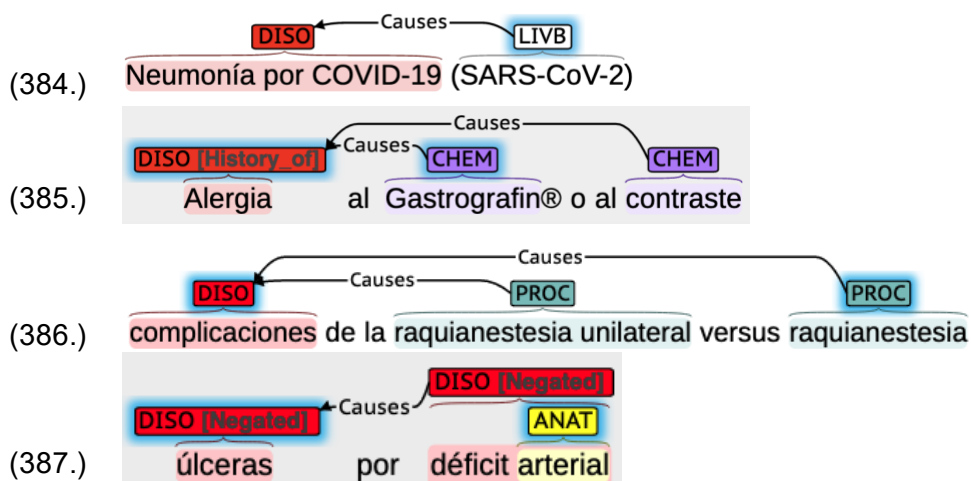 Causes
DISO LIVB
(384.) Neumonía por COVID-19 (SARS-CoV-2)
Causes
Causes
DISO [History_of] CHEM CHEM
(385.) Alergia al Gastrografin® o al contraste
Causes
Causes
DISO PROC PROC
(386.) complicaciones de la raquianestesia unilateral versus raquianestesia
DISO [Negated]
Causes
DISO [Negated] ANAT
(387.) úlceras por déficit arterial